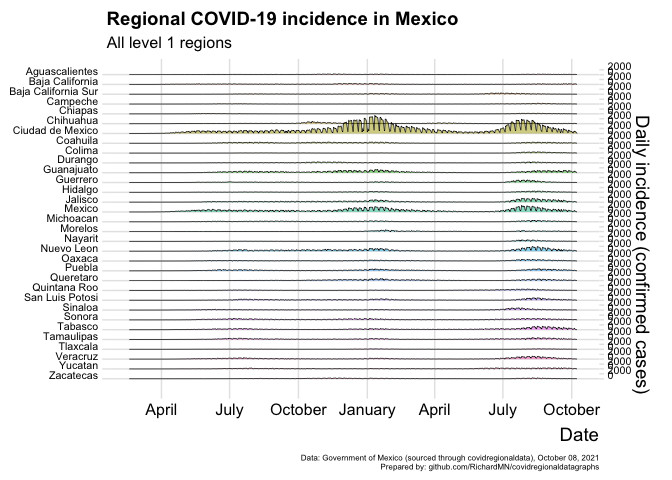 Regional COVID-19 incidence in Mexico
All level 1 regions
Aguascalientes
Baja California
Baja California Sur
Campeche
Chiapas
Chihuahua
Ciudad de Mexico
Coahuila
Colima
Durango
Guanajuato
Guerrero
Hidalgo
Jalisco
Mexico
Michoacan
Morelos
Nayarit
Nuevo Leon
Oaxaca
Puebla
Queretaro
Quintana Roo
San Luis Potosi
Sinaloa
Sonora
Tabasco
Tamaulipas
Tlaxcala
Veracruz
Yucatan
Zacatecas
2000
0
Daily incidence (confirmed cases)
April July October January April July October
Date
Data: Government of Mexico (sourced through covidregionaldata), October 08, 2021
Prepared by: github.com/RichardMN/covidregionaldatagraphs